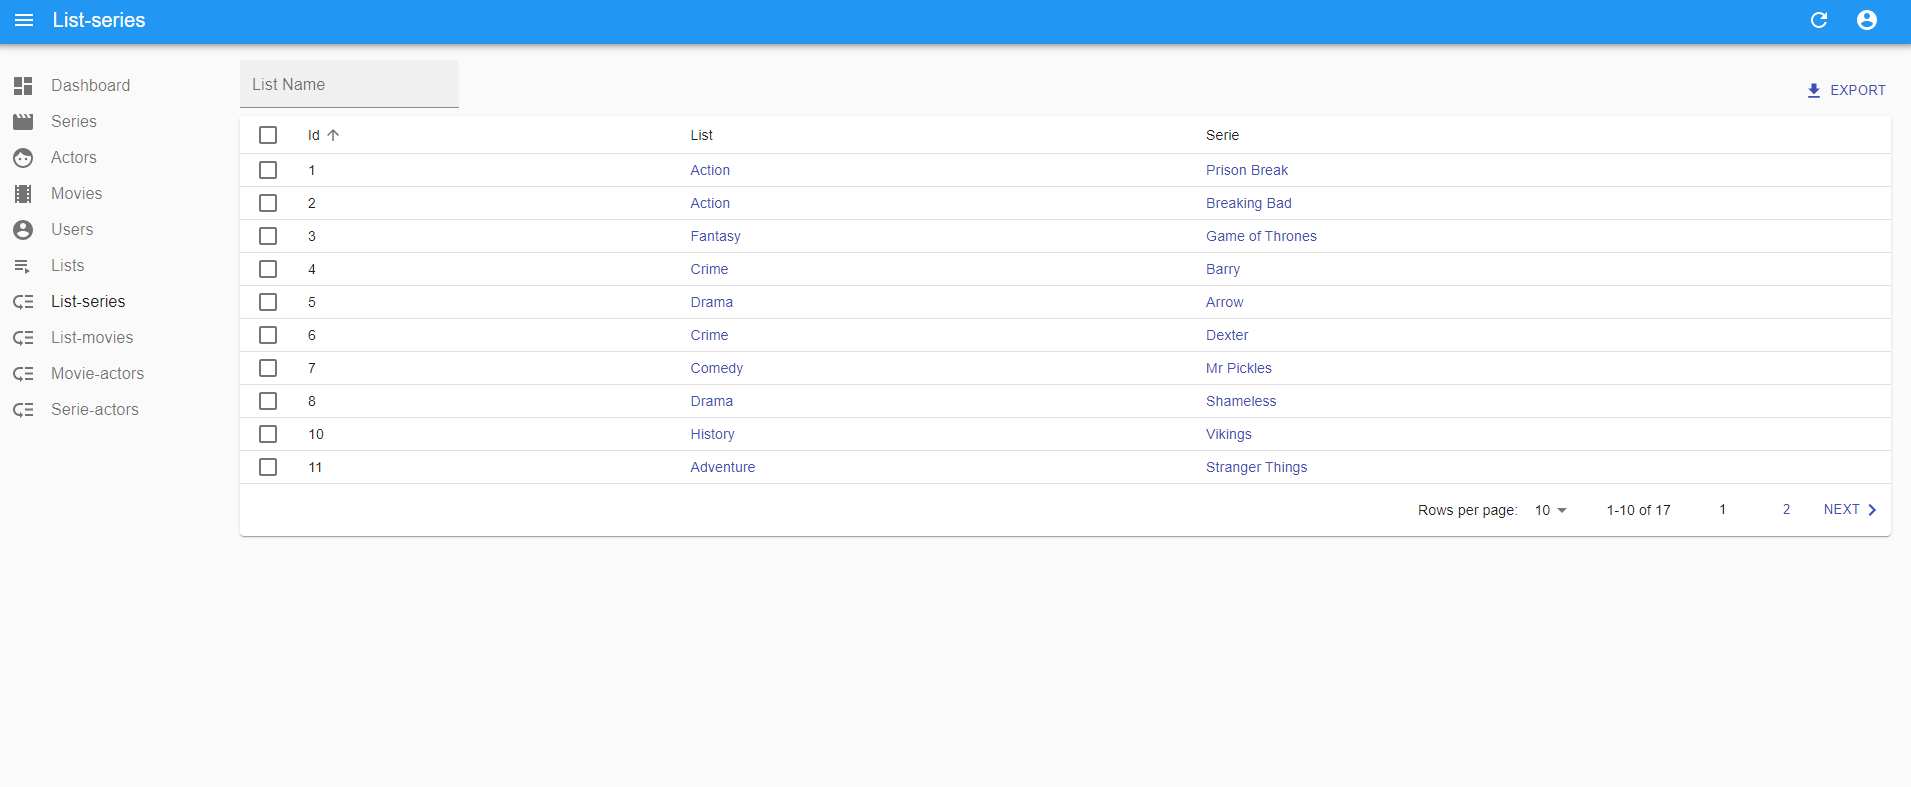 List-series
Dashboard
Series
Actors
Movies
Users
Lists
List-series
List-movies
Movie-actors
Serie-actors
List Name
EXPORT
Id List Serie
1 Action Prison Break
2 Action Breaking Bad
3 Fantasy Game of Thrones
4 Crime Barry
5 Drama Arrow
6 Crime Dexter
7 Comedy Mr Pickles
8 Drama Shameless
10 History Vikings
11 Adventure Stranger Things
Rows per page: 10 1-10 of 17 1 2 NEXT